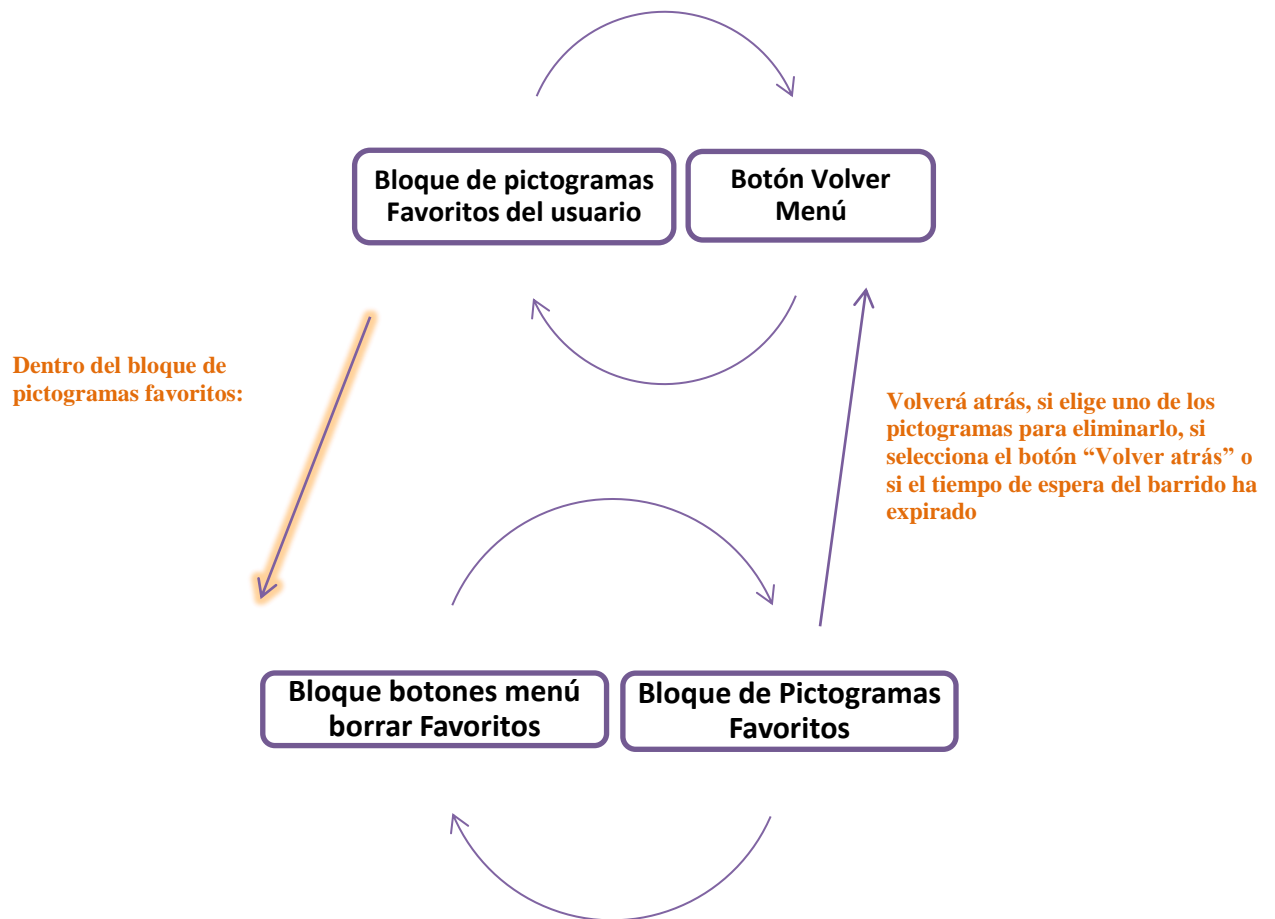 Bloque de pictogramas
Favoritos del usuario
Botón Volver
Menú
Dentro del bloque de
pictogramas favoritos:
Volverá atrás, si elige uno de los
pictogramas para eliminarlo, si
selecciona el botón “Volver atrás” o
si el tiempo de espera del barrido ha
expirado
Bloque botones menú
borrar Favoritos
Bloque de Pictogramas
Favoritos